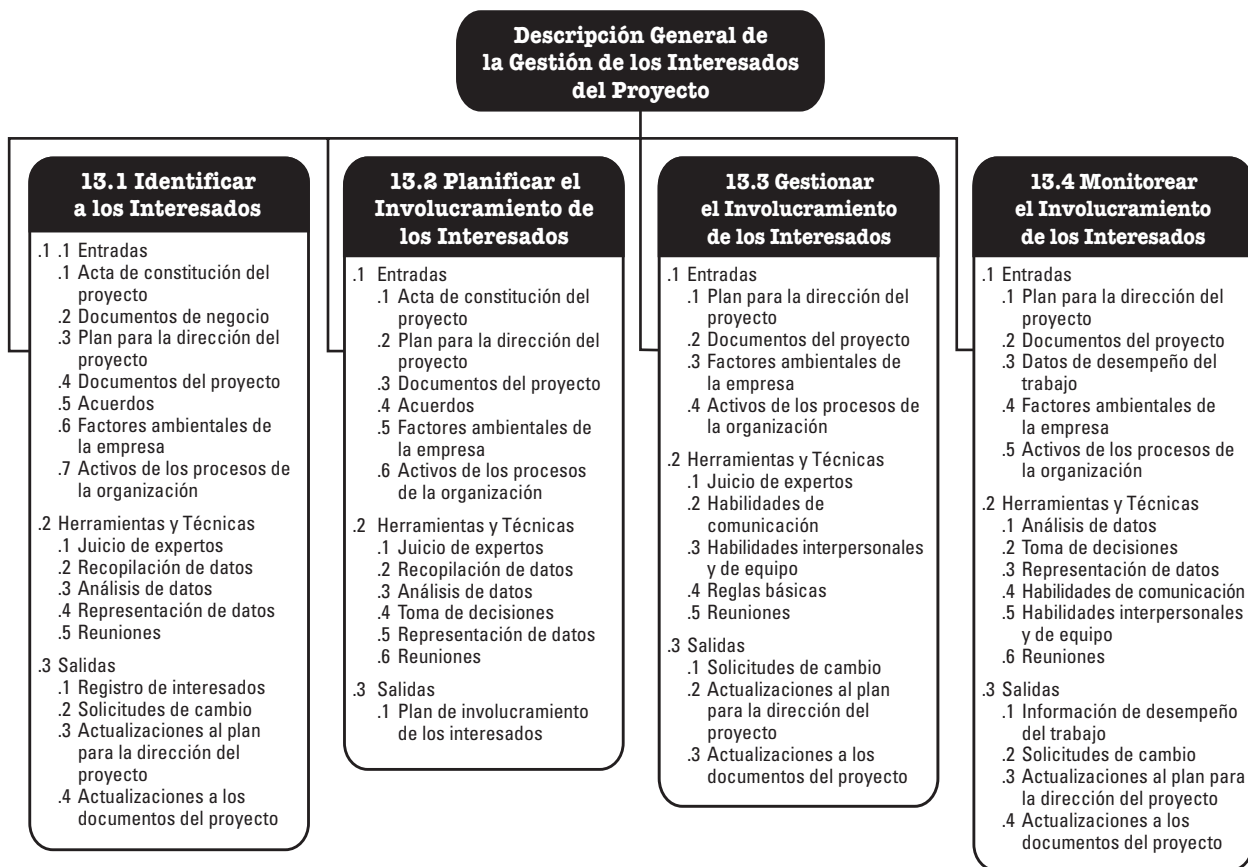 Descripción General de
la Gestión de los Interesados
del Proyecto
13.1 Identificar
a los Interesados
.1 .1 Entradas
.1 Acta de constitución del
proyecto
.2 Documentos de negocio
.3 Plan para la dirección del
proyecto
.4 Documentos del proyecto
.5 Acuerdos
.6 Factores ambientales de
la empresa
.7 Activos de los procesos de
la organización
.2 Herramientas y Técnicas
.1 Juicio de expertos
.2 Recopilación de datos
.3 Análisis de datos
.4 Representación de datos
.5 Reuniones
.3 Salidas
.1 Registro de interesados
.2 Solicitudes de cambio
.3 Actualizaciones al plan
para la dirección del
proyecto
.4 Actualizaciones a los
documentos del proyecto
13.2 Planificar el
Involucramiento de
los Interesados
.1 Entradas
.1 Acta de constitución del
proyecto
.2 Plan para la dirección del
proyecto
.3 Documentos del proyecto
.4 Acuerdos
.5 Factores ambientales de
la empresa
.6 Activos de los procesos
de la organización
.2 Herramientas y Técnicas
.1 Juicio de expertos
.2 Recopilación de datos
.3 Análisis de datos
.4 Toma de decisiones
.5 Representación de datos
.6 Reuniones
.3 Salidas
.1 Plan de involucramiento
de los interesados
13.3 Gestionar
el Involucramiento
de los Interesados
.1 Entradas
.1 Plan para la dirección del
proyecto
.2 Documentos del proyecto
.3 Factores ambientales de
la empresa
.4 Activos de los procesos de
la organización
.2 Herramientas y Técnicas
.1 Juicio de expertos
.2 Habilidades de
comunicación
.3 Habilidades interpersonales
y de equipo
.4 Reglas básicas
.5 Reuniones
.3 Salidas
.1 Solicitudes de cambio
.2 Actualizaciones al plan
para la dirección del
proyecto
.3 Actualizaciones a los
documentos del proyecto
13.4 Monitorear
el Involucramiento
de los Interesados
.1 Entradas
.1 Plan para la dirección del
proyecto
.2 Documentos del proyecto
.3 Datos de desempeño del
trabajo
.4 Factores ambientales de
la empresa
.5 Activos de los procesos de
la organización
.2 Herramientas y Técnicas
.1 Análisis de datos
.2 Toma de decisiones
.3 Representación de datos
.4 Habilidades de comunicación
.5 Habilidades interpersonales
y de equipo
.6 Reuniones
.3 Salidas
.1 Información de desempeño
del trabajo
.2 Solicitudes de cambio
.3 Actualizaciones al plan para
la dirección del proyecto
.4 Actualizaciones a los
documentos del proyecto